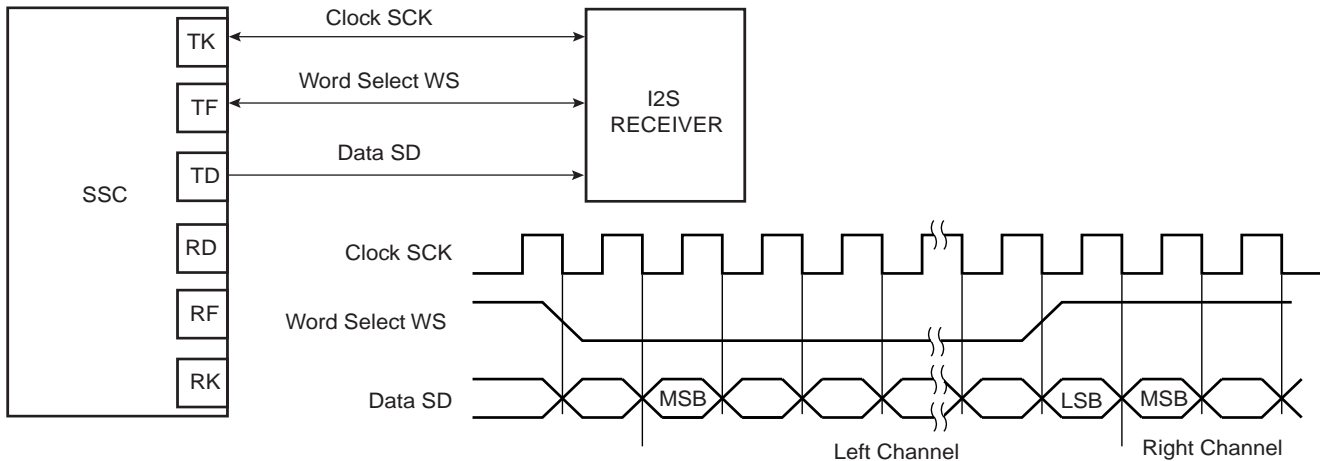 Clock SCK
TK
Word Select WS
TF
I2S
RECEIVER
Data SD
TD
SSC
RD
RF
RK
Clock SCK
Word Select WS
Data SD
MSB
LSB
MSB
Left Channel
Right Channel